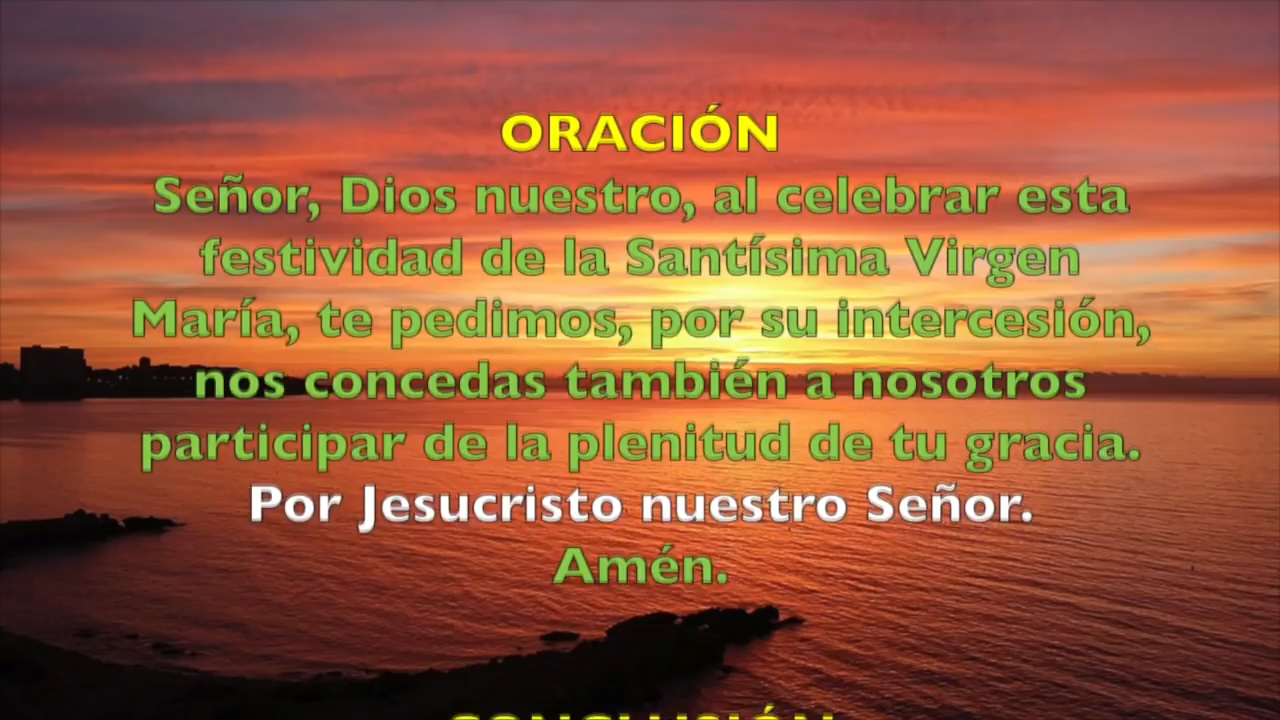 ORACIÓN
Señor, Dios nuestro, al celebrar esta
festividad de la Santísima Virgen
María, te pedimos, por su intercesión,
nos concedas también a nosotros
participar de la plenitud de tu gracia.
Por Jesucristo nuestro Señor.
Amén.
CONCLUSIÓN